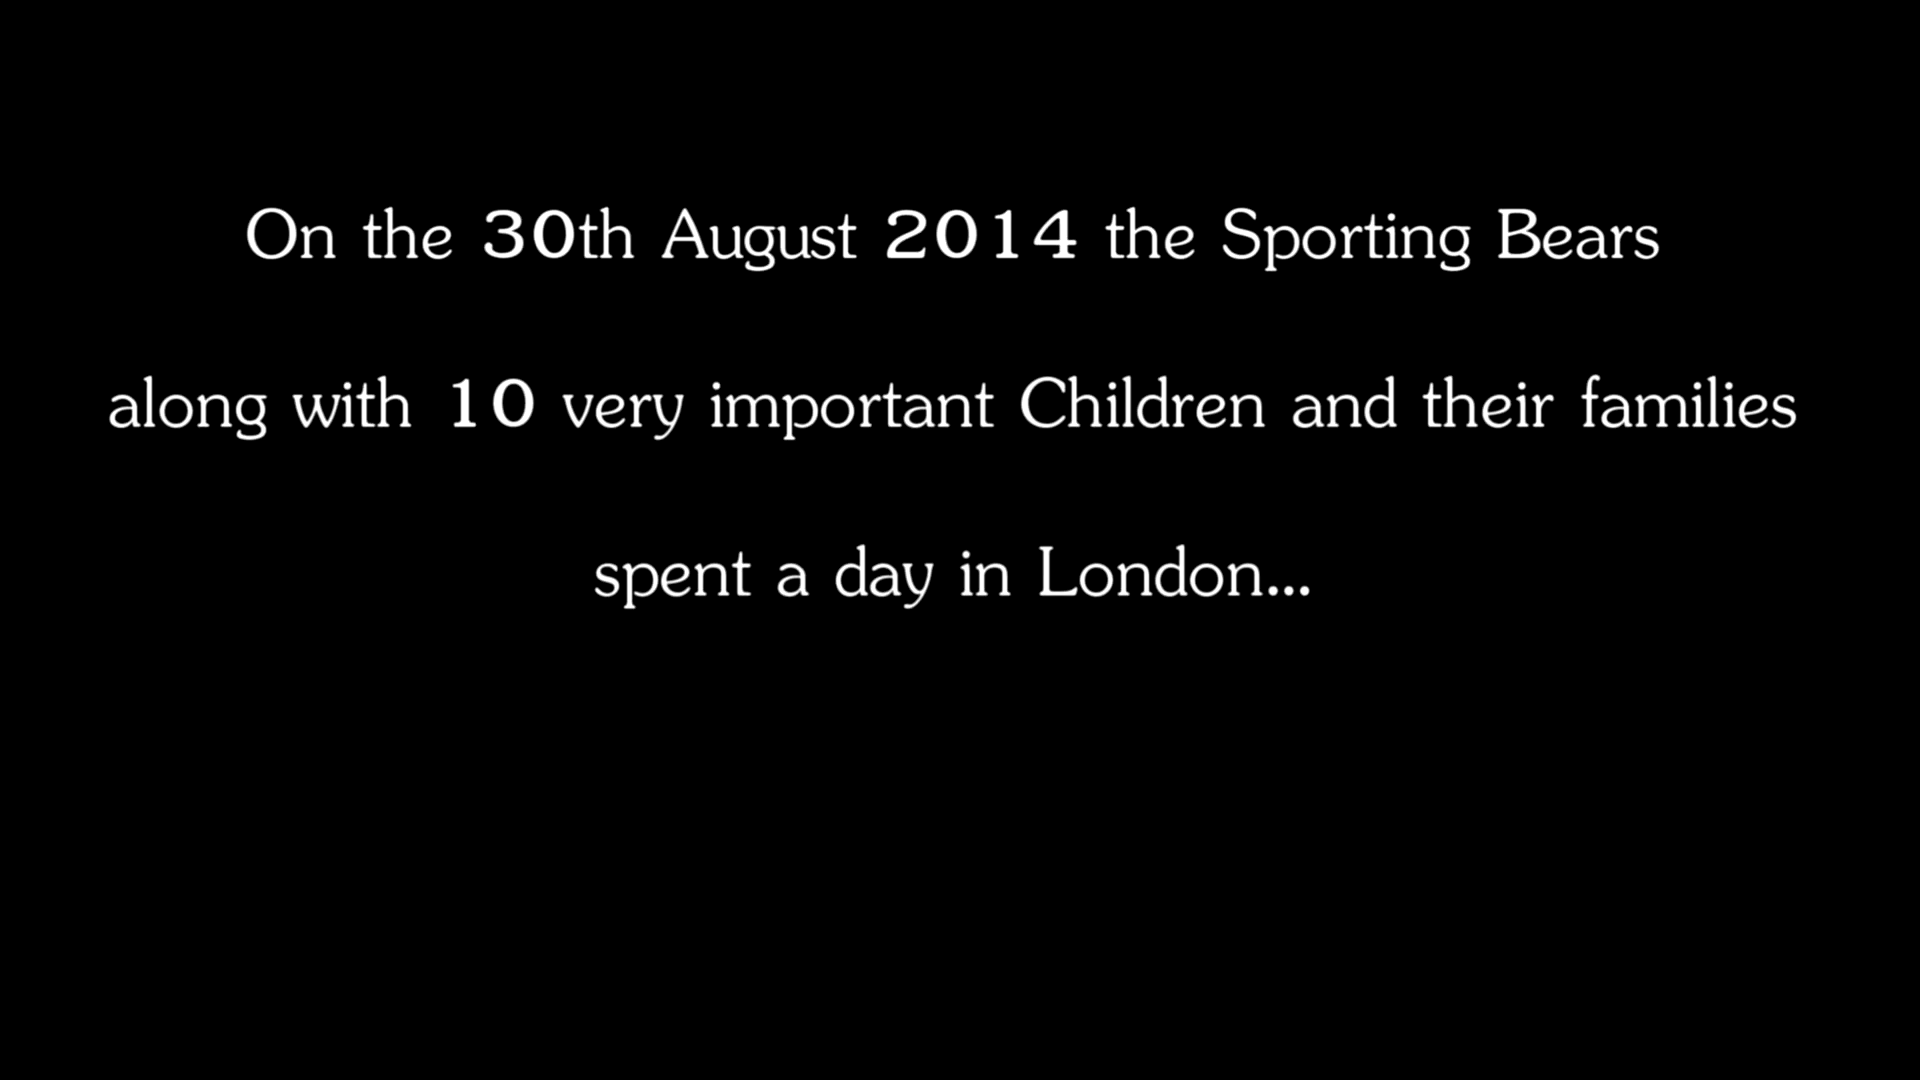 On the 30th August 2014 the Sporting Bears
along with 10 very important Children and their families
spent a day in London...